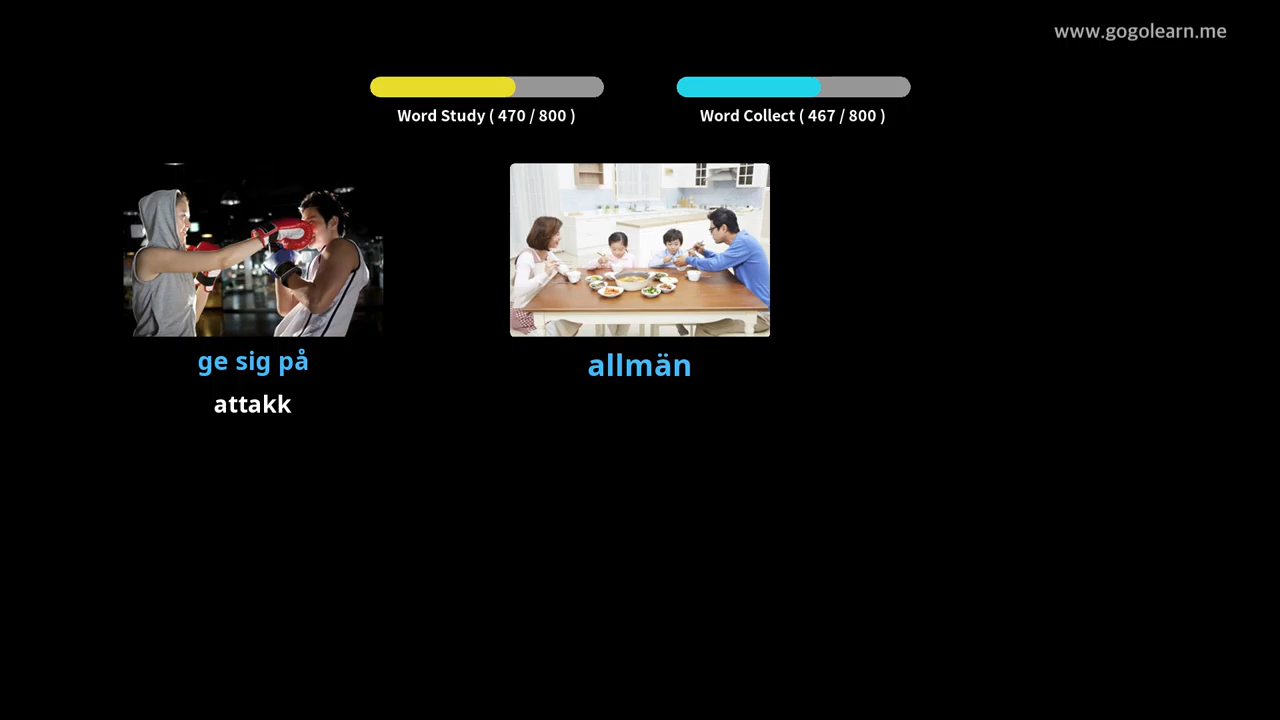 www.gogolearn.me
Word Study ( 470 / 800 )
Word Collect ( 467 / 800 )
ge sig på
attakk
allmän